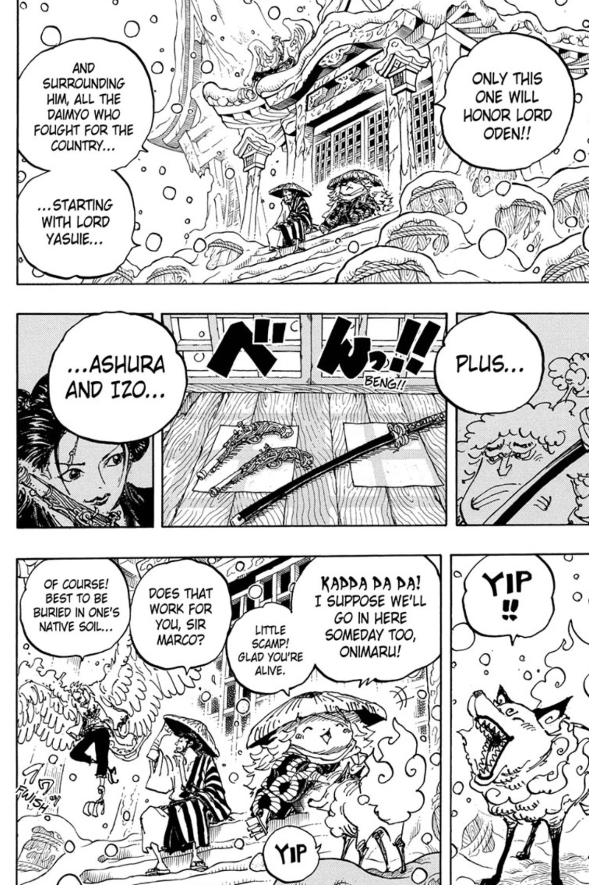 ONLY THIS
ONE WILL
HONOR LORD
ODEN!!
AND
SURROUNDING
HIM, ALL THE
DAIMYO WHO
FOUGHT FOR THE
COUNTRY...
...STARTING
WITH LORD
YASUIE...
PLUS...
べんっ!!
BENG!!
...ASHURA
AND IZO...
YIP
!!
KADDA DA DA!
I SUPPOSE WE'LL
GO IN HERE
SOMEDAY TOO,
ONIMARU!
LITTLE
SCAMP!
GLAD YOU'RE
ALIVE.
DOES THAT
WORK FOR
YOU, SIR
MARCO?
OF COURSE!
BEST TO BE
BURIED IN ONE'S
NATIVE SOIL...
FWISH
YIP